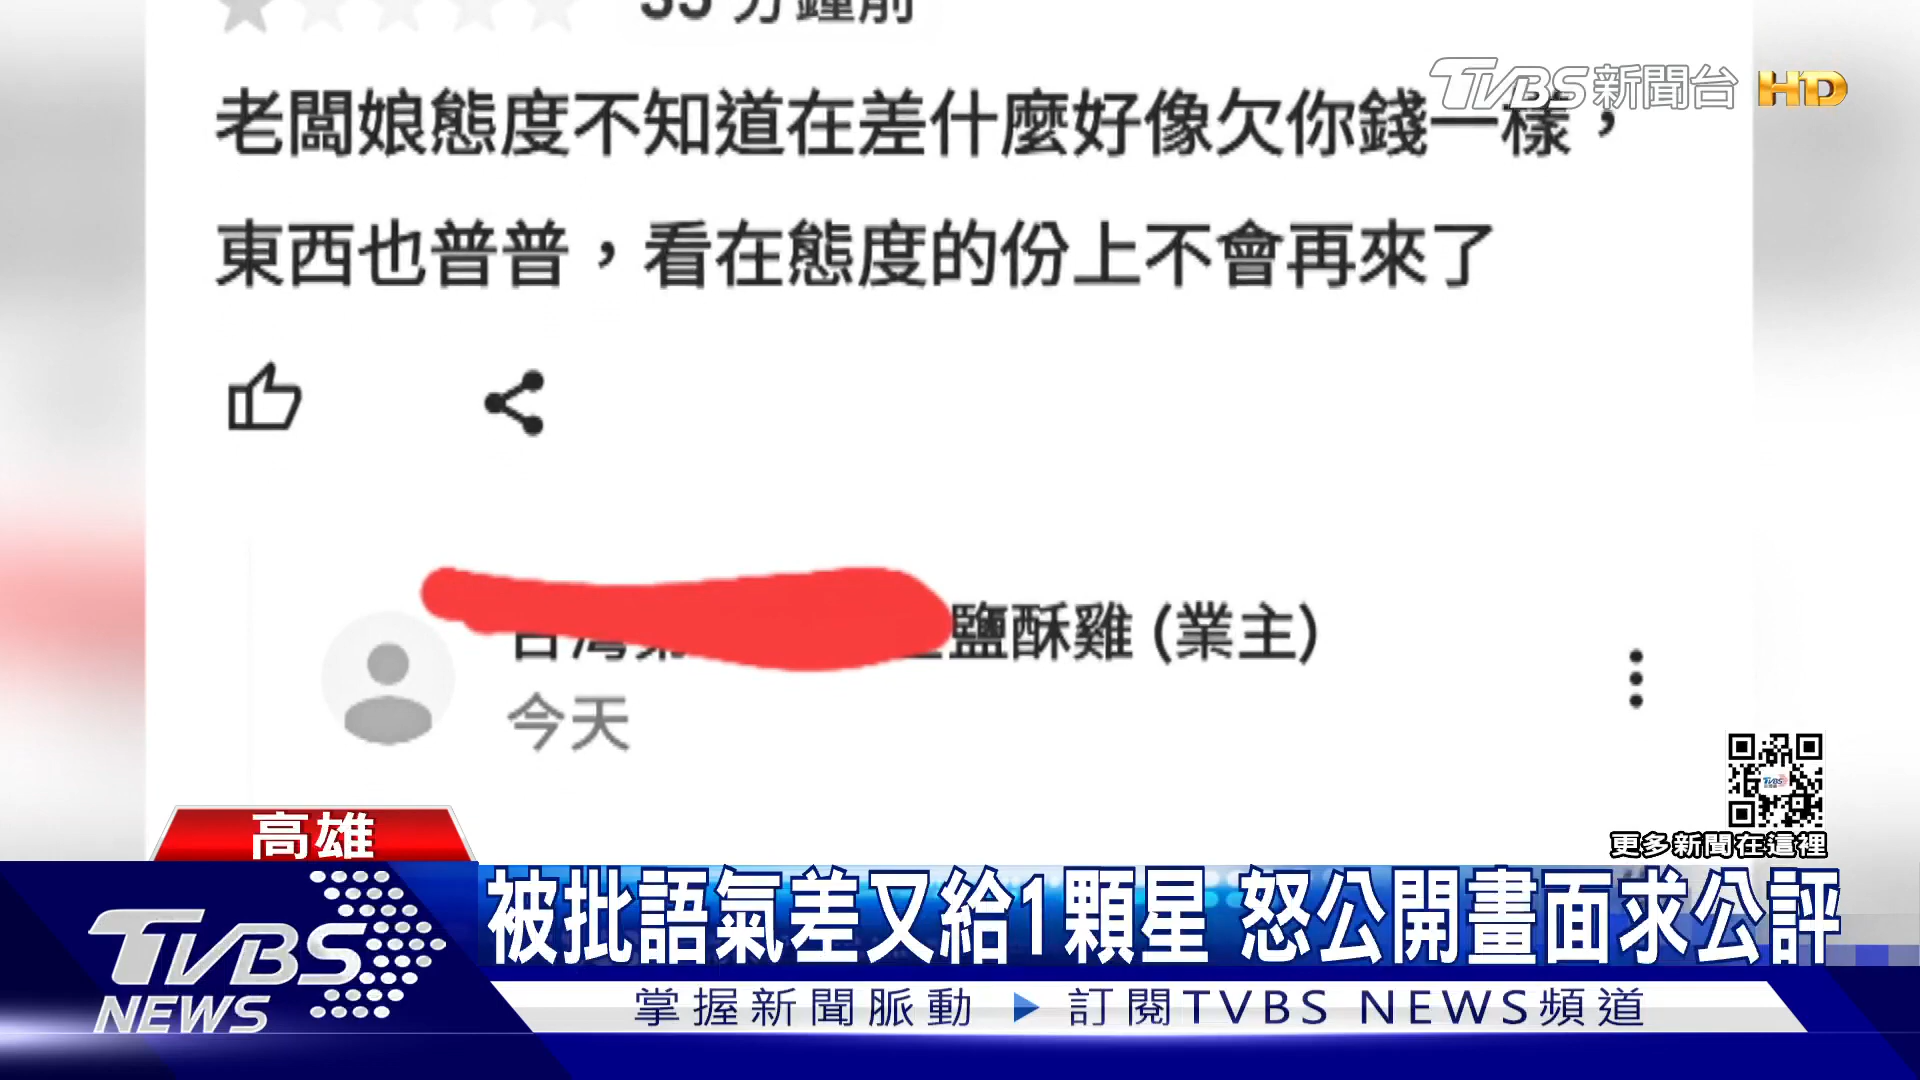 35 分鐘前
TVBS新聞台 HD
老闆娘態度不知道在差什麼好像欠你錢一樣，
東西也普普，看在態度的份上不會再來了
鹽酥雞 (業主)
今天
更多新聞在這裡
高雄
被批語氣差又給1顆星 怒公開畫面求公評
TVBS
NEWS
掌握新聞脈動 ▶ 訂閱TVBS NEWS頻道